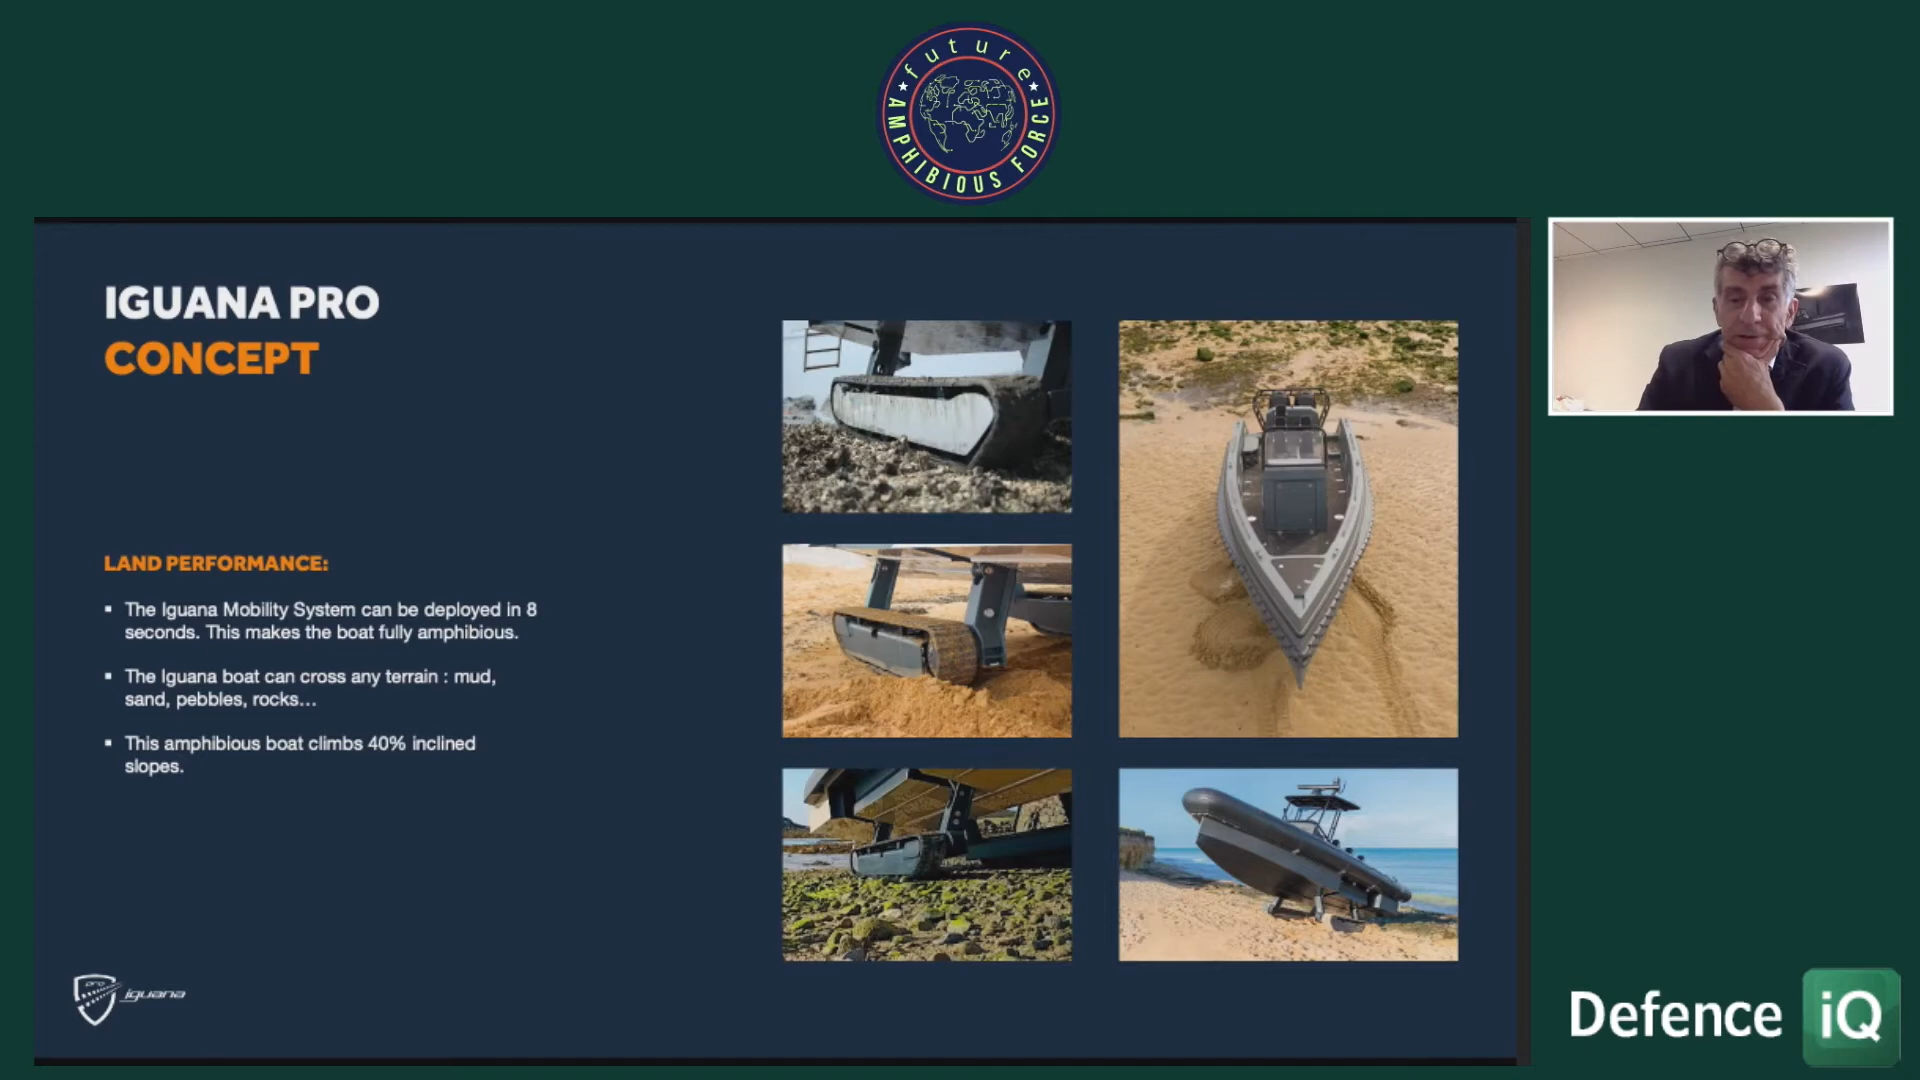 future
AMPHIBIOUS FORCE
IGUANA PRO
CONCEPT
LAND PERFORMANCE:
▪ The Iguana Mobility System can be deployed in 8
seconds. This makes the boat fully amphibious.
▪ The Iguana boat can cross any terrain : mud,
sand, pebbles, rocks...
▪ This amphibious boat climbs 40% inclined
slopes.
pro
iguana
Defence iQ